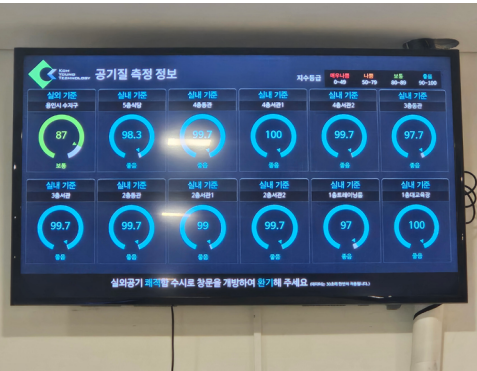 KEM
YOUNG
TECHNOLOGY
공기질 측정 정보
지수등급
매우나쁨 나쁨 보통 좋음
0~49 50~79 80~89 90~100
실외 기준 실내 기준 실내 기준 실내 기준 실내 기준 실내 기준
용인시 수지구 5층식당 4층동관 4층서관1 4층서관2 3층동관
87 98.3 99.7 100 99.7 97.7
보통 좋음 좋음 좋음 좋음 좋음
실내 기준 실내 기준 실내 기준 실내 기준 실내 기준 실내 기준
3층서관 2층동관 2층서관1 2층서관2 1층트레이닝룸 1층대교육장
99.7 99.7 99 99.7 97 100
좋음 좋음 좋음 좋음 좋음 좋음
실외공기 쾌적할 수시로 창문을 개방하여 환기해 주세요